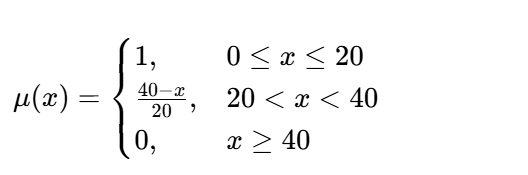 μ(x) = { 1, 0 ≤ x ≤ 20
(40−x)/20, 20 < x < 40
0, x ≥ 40